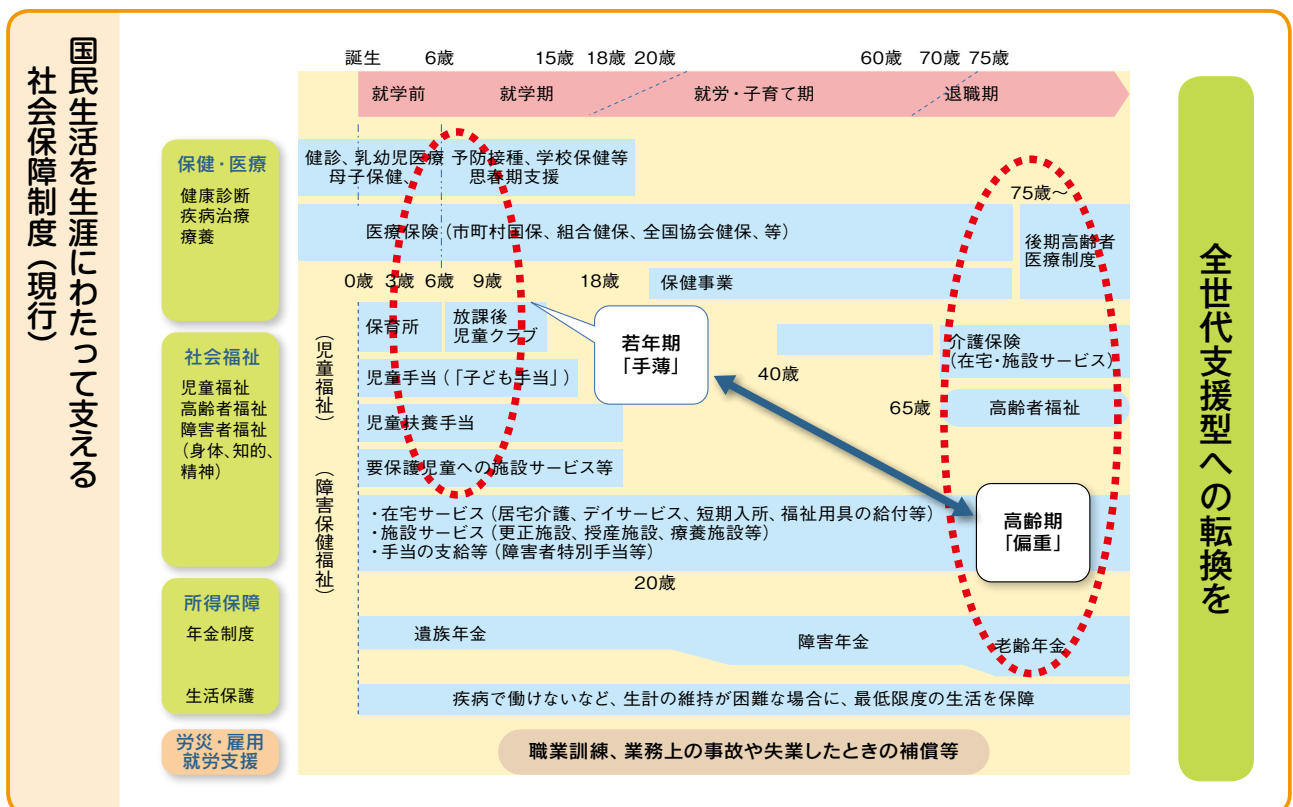 国民生活を生涯にわたって支える
社会保障制度（現行）
誕生 6歳 15歳 18歳 20歳 60歳 70歳 75歳
就学前 就学期 就労・子育て期 退職期
保健・医療
健康診断
疾病治療
療養
健診、乳幼児医療 予防接種、学校保健等
母子保健、 思春期支援
75歳〜
医療保険（市町村国保、組合健保、全国協会健保、等）
後期高齢者
医療制度
0歳 3歳 6歳 9歳 18歳
保健事業
社会福祉
児童福祉
高齢者福祉
障害者福祉
（身体、知的、
精神）
（児童福祉）
保育所
放課後
児童クラブ
若年期
「手薄」
介護保険
（在宅・施設サービス）
児童手当（「子ども手当」）
40歳
65歳
高齢者福祉
児童扶養手当
要保護児童への施設サービス等
（障害保健福祉）
・在宅サービス（居宅介護、デイサービス、短期入所、福祉用具の給付等）
・施設サービス（更正施設、授産施設、療養施設等）
・手当の支給等（障害者特別手当等）
高齢期
「偏重」
20歳
所得保障
年金制度
生活保護
遺族年金
障害年金
老齢年金
疾病で働けないなど、生計の維持が困難な場合に、最低限度の生活を保障
労災・雇用
就労支援
職業訓練、業務上の事故や失業したときの補償等
全世代支援型への転換を